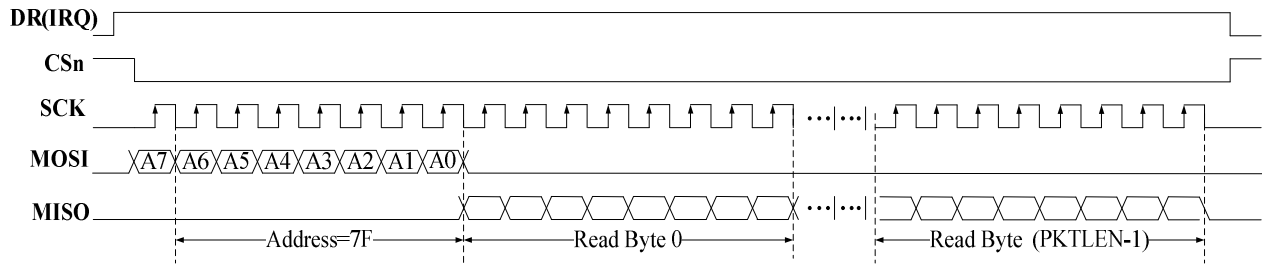 DR(IRQ)
CSn
SCK
•••|•••|
MOSI A7 A6 A5 A4 A3 A2 A1 A0
MISO
•••|•••|
Address=7F Read Byte 0 Read Byte (PKTLEN-1)